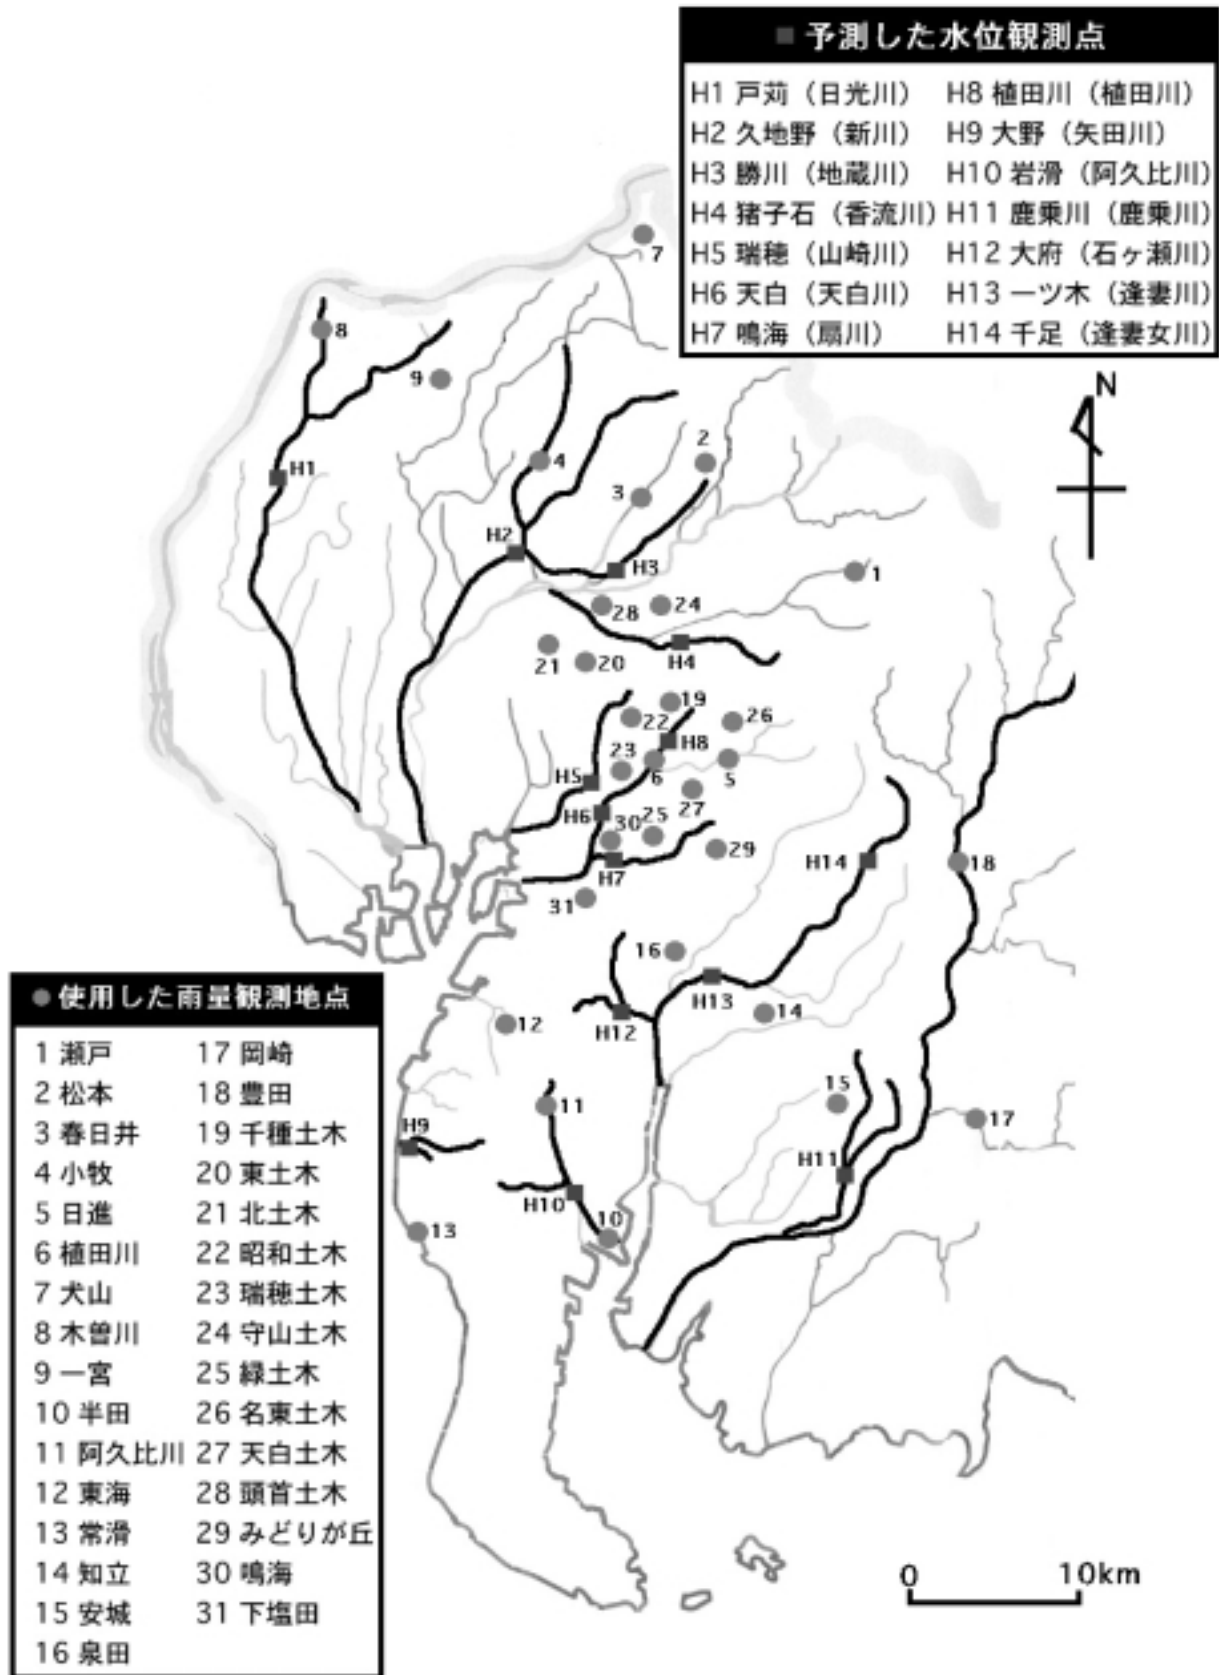 ■ 予測した水位観測点
H1 戸苅（日光川） H8 植田川（植田川）
H2 久地野（新川） H9 大野（矢田川）
H3 勝川（地蔵川） H10 岩滑（阿久比川）
H4 猪子石（香流川） H11 鹿乗川（鹿乗川）
H5 瑞穂（山崎川） H12 大府（石ヶ瀬川）
H6 天白（天白川） H13 一ツ木（逢妻川）
H7 鳴海（扇川） H14 千足（逢妻女川）
7
8
9
N
2
4
H1
3
H2
H3
1
28 24
21 20 H4
19
22 26
H8
23
H5 6 5
27
H6
30 25
29
H7
H14 18
31
16
H13
12 H12 14
15
11
17
H9
H11
H10
10
13
0 10km
● 使用した雨量観測地点
1 瀬戸 17 岡崎
2 松本 18 豊田
3 春日井 19 千種土木
4 小牧 20 東土木
5 日進 21 北土木
6 植田川 22 昭和土木
7 犬山 23 瑞穂土木
8 木曽川 24 守山土木
9 一宮 25 緑土木
10 半田 26 名東土木
11 阿久比川 27 天白土木
12 東海 28 頭首土木
13 常滑 29 みどりが丘
14 知立 30 鳴海
15 安城 31 下塩田
16 泉田